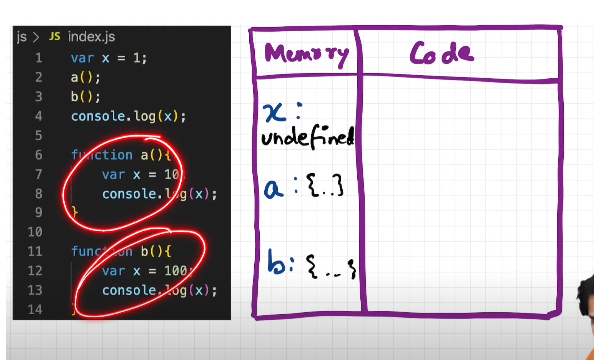 js > JS index.js
1 var x = 1;
2 a();
3 b();
4 console.log(x);
5
6 function a(){
7 var x = 10
8 console.log(x);
9 }
10
11 function b(){
12 var x = 100;
13 console.log(x);
14 }
Memory Code
x:
undefined
a: {..}
b: {...}